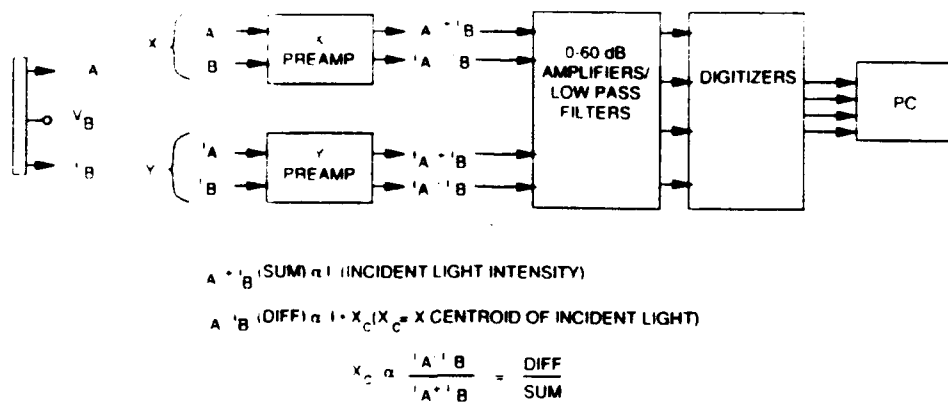 X A X A + I B
B PREAMP I A - I B
A
V B
I B
Y I A Y I A + I B
I B PREAMP I A - I B
0-60 dB
AMPLIFIERS/
LOW PASS
FILTERS
DIGITIZERS
PC
A + I B (SUM) α I (INCIDENT LIGHT INTENSITY)
A I B (DIFF) α I • X C (X C = X CENTROID OF INCIDENT LIGHT)
X C α I A - I B / I A + I B = DIFF / SUM